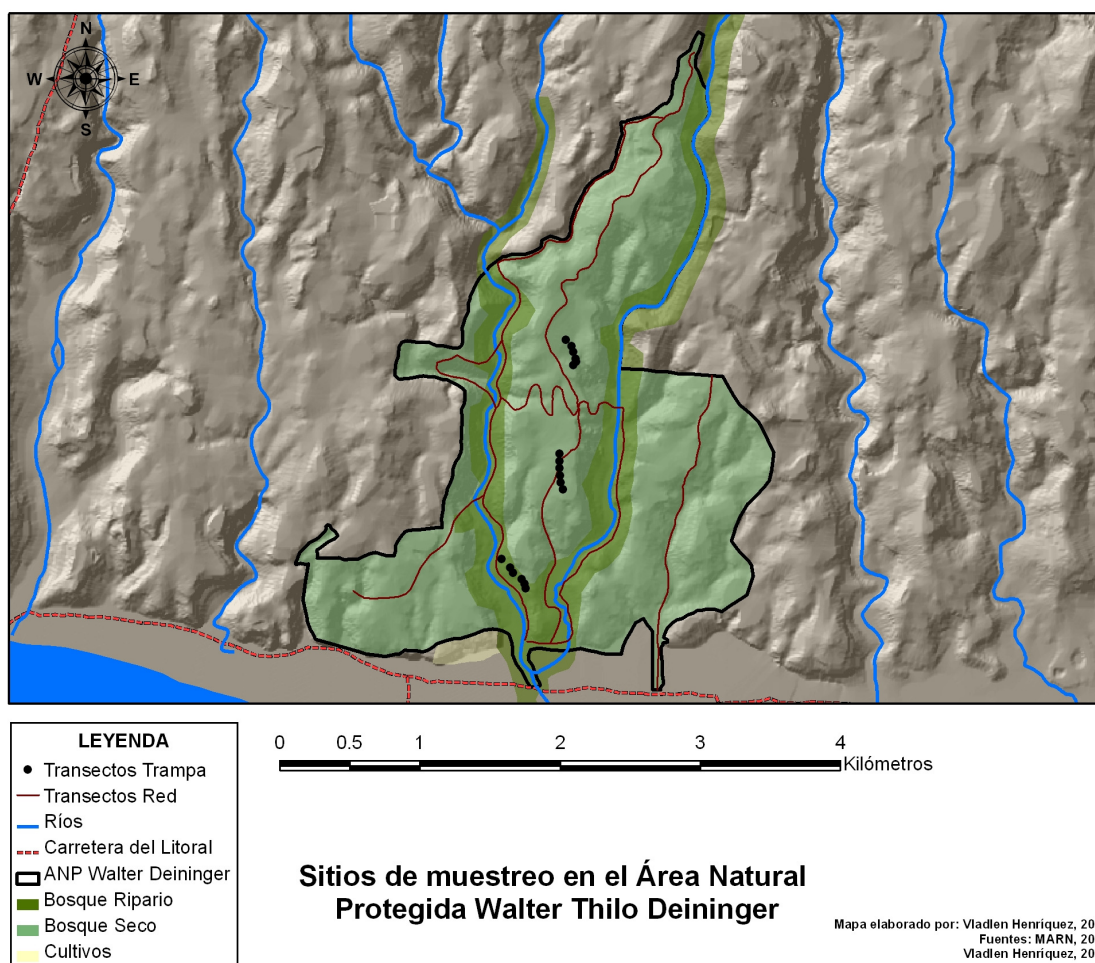 N
W E
S
LEYENDA
Transectos Trampa
Transectos Red
Ríos
Carretera del Litoral
ANP Walter Deininger
Bosque Ripario
Bosque Seco
Cultivos
0 0.5 1 2 3 4
Kilómetros
Sitios de muestreo en el Área Natural
Protegida Walter Thilo Deininger
Mapa elaborado por: Vladlen Henríquez, 20
Fuentes: MARN, 20
Vladlen Henríquez, 20